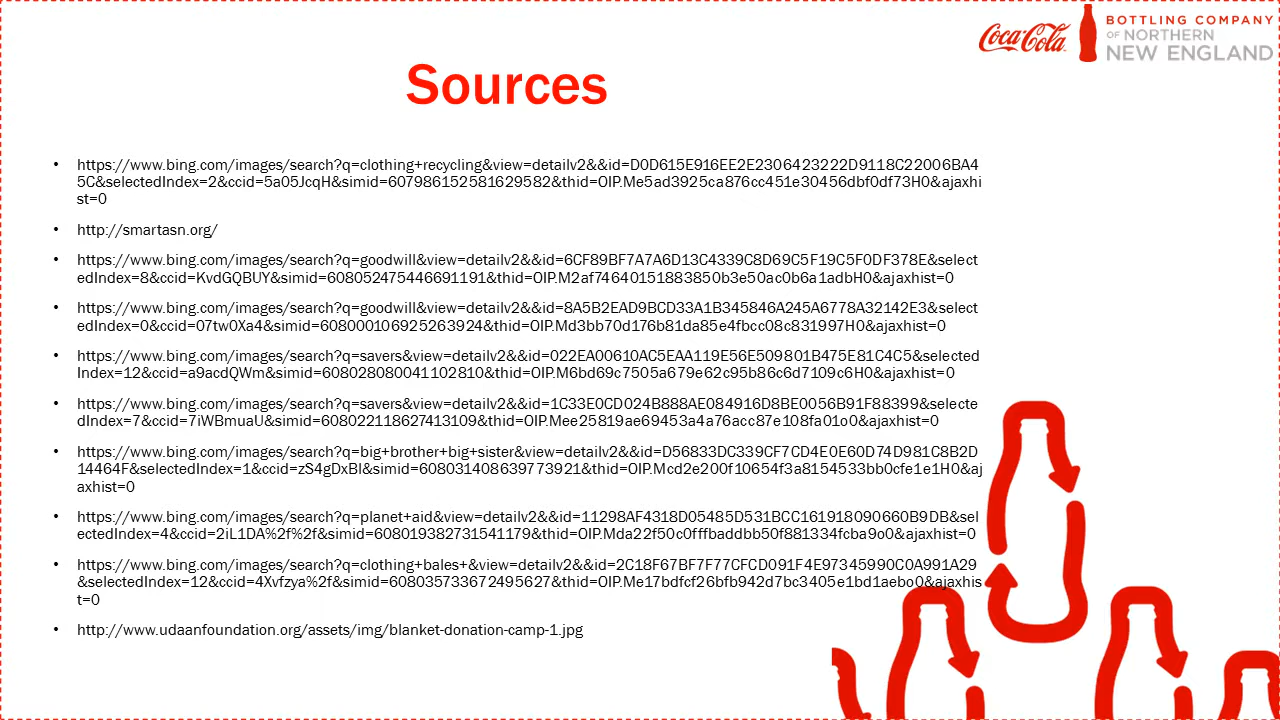 Coca-Cola
BOTTLING COMPANY
OF NORTHERN
NEW ENGLAND
Sources
• https://www.bing.com/images/search?q=clothing+recycling&view=detailv2&&id=D0D615E916EE2E2306423222D9118C22006BA4
5C&selectedIndex=2&ccid=5a05JcqH&simid=607986152581629582&thid=OIP.Me5ad3925ca876cc451e30456dbf0df73H0&ajaxhi
st=0
• http://smartasn.org/
• https://www.bing.com/images/search?q=goodwill&view=detailv2&&id=6CF89BF7A7A6D13C4339C8D69C5F19C5F0DF378E&select
edIndex=8&ccid=KvdGQBUY&simid=608052475446691191&thid=OIP.M2af74640151883850b3e50ac0b6a1adbH0&ajaxhist=0
• https://www.bing.com/images/search?q=goodwill&view=detailv2&&id=8A5B2EAD9BCD33A1B345846A245A6778A32142E3&select
edIndex=0&ccid=07tw0Xa4&simid=608000106925263924&thid=OIP.Md3bb70d176b81da85e4fbcc08c831997H0&ajaxhist=0
• https://www.bing.com/images/search?q=savers&view=detailv2&&id=022EA00610AC5EAA119E56E509801B475E81C4C5&selected
Index=12&ccid=a9acdQWm&simid=608028080041102810&thid=OIP.M6bd69c7505a679e62c95b86c6d7109c6H0&ajaxhist=0
• https://www.bing.com/images/search?q=savers&view=detailv2&&id=1C33E0CD024B888AE084916D8BE0056B91F88399&selecte
dIndex=7&ccid=7iWBmuaU&simid=608022118627413109&thid=OIP.Mee25819ae69453a4a76acc87e108fa01o0&ajaxhist=0
• https://www.bing.com/images/search?q=big+brother+big+sister&view=detailv2&&id=D56833DC339CF7CD4E0E60D74D981C8B2D
14464F&selectedIndex=1&ccid=zS4gDxBI&simid=608031408639773921&thid=OIP.Mcd2e200f10654f3a8154533bb0cfe1e1H0&aj
axhist=0
• https://www.bing.com/images/search?q=planet+aid&view=detailv2&&id=11298AF4318D05485D531BCC161918090660B9DB&sel
ectedIndex=4&ccid=2iL1DA%2f%2f&simid=608019382731541179&thid=OIP.Mda22f50c0fffbaddbb50f881334fcba9o0&ajaxhist=0
• https://www.bing.com/images/search?q=clothing+bales+&view=detailv2&&id=2C18F67BF7F77CFCD091F4E97345990C0A991A29
&selectedIndex=12&ccid=4Xvfzya%2f&simid=608035733672495627&thid=OIP.Me17bdfcf26bfb942d7bc3405e1bd1aebo0&ajaxhis
t=0
• http://www.udaanfoundation.org/assets/img/blanket-donation-camp-1.jpg